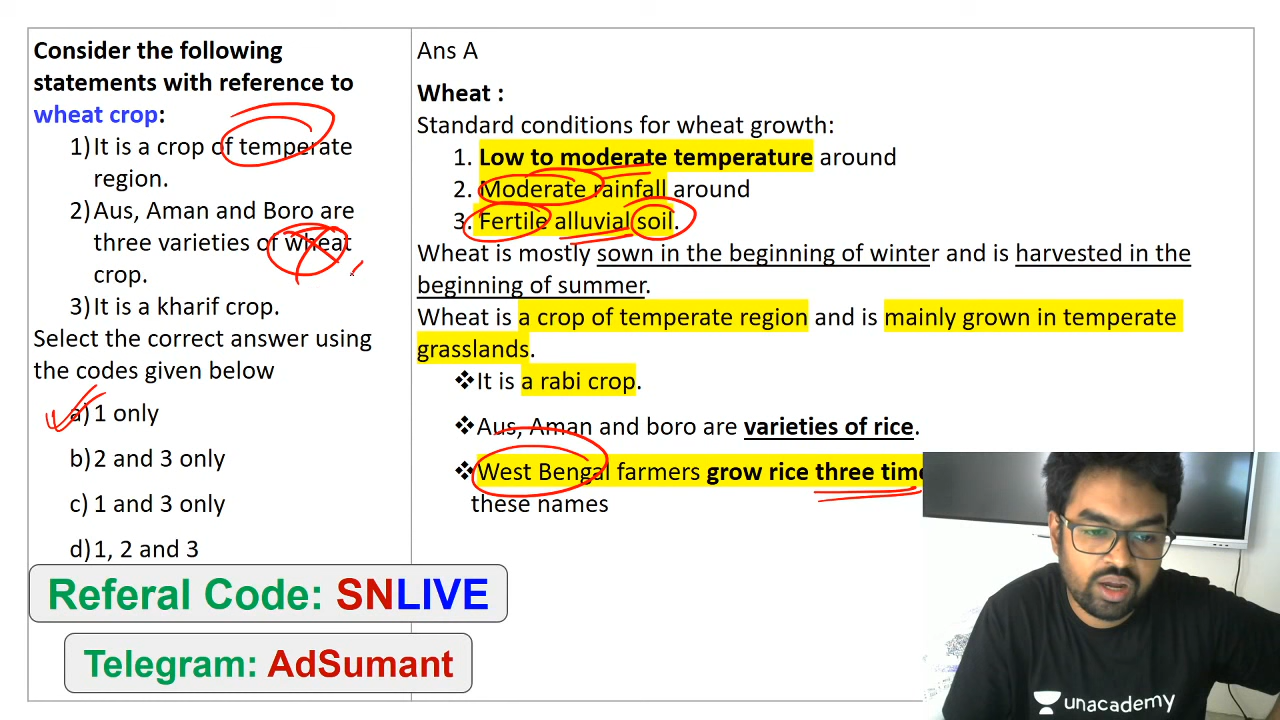 Consider the following
statements with reference to
wheat crop:
1) It is a crop of temperate
region.
2) Aus, Aman and Boro are
three varieties of wheat
crop.
3) It is a kharif crop.
Select the correct answer using
the codes given below
a) 1 only
b) 2 and 3 only
c) 1 and 3 only
d) 1, 2 and 3
Referal Code: SNLIVE
Telegram: AdSumant
Ans A
Wheat :
Standard conditions for wheat growth:
1. Low to moderate temperature around
2. Moderate rainfall around
3. Fertile alluvial soil.
Wheat is mostly sown in the beginning of winter and is harvested in the
beginning of summer.
Wheat is a crop of temperate region and is mainly grown in temperate
grasslands.
❖It is a rabi crop.
❖Aus, Aman and boro are varieties of rice.
❖West Bengal farmers grow rice three
these names
unacademy